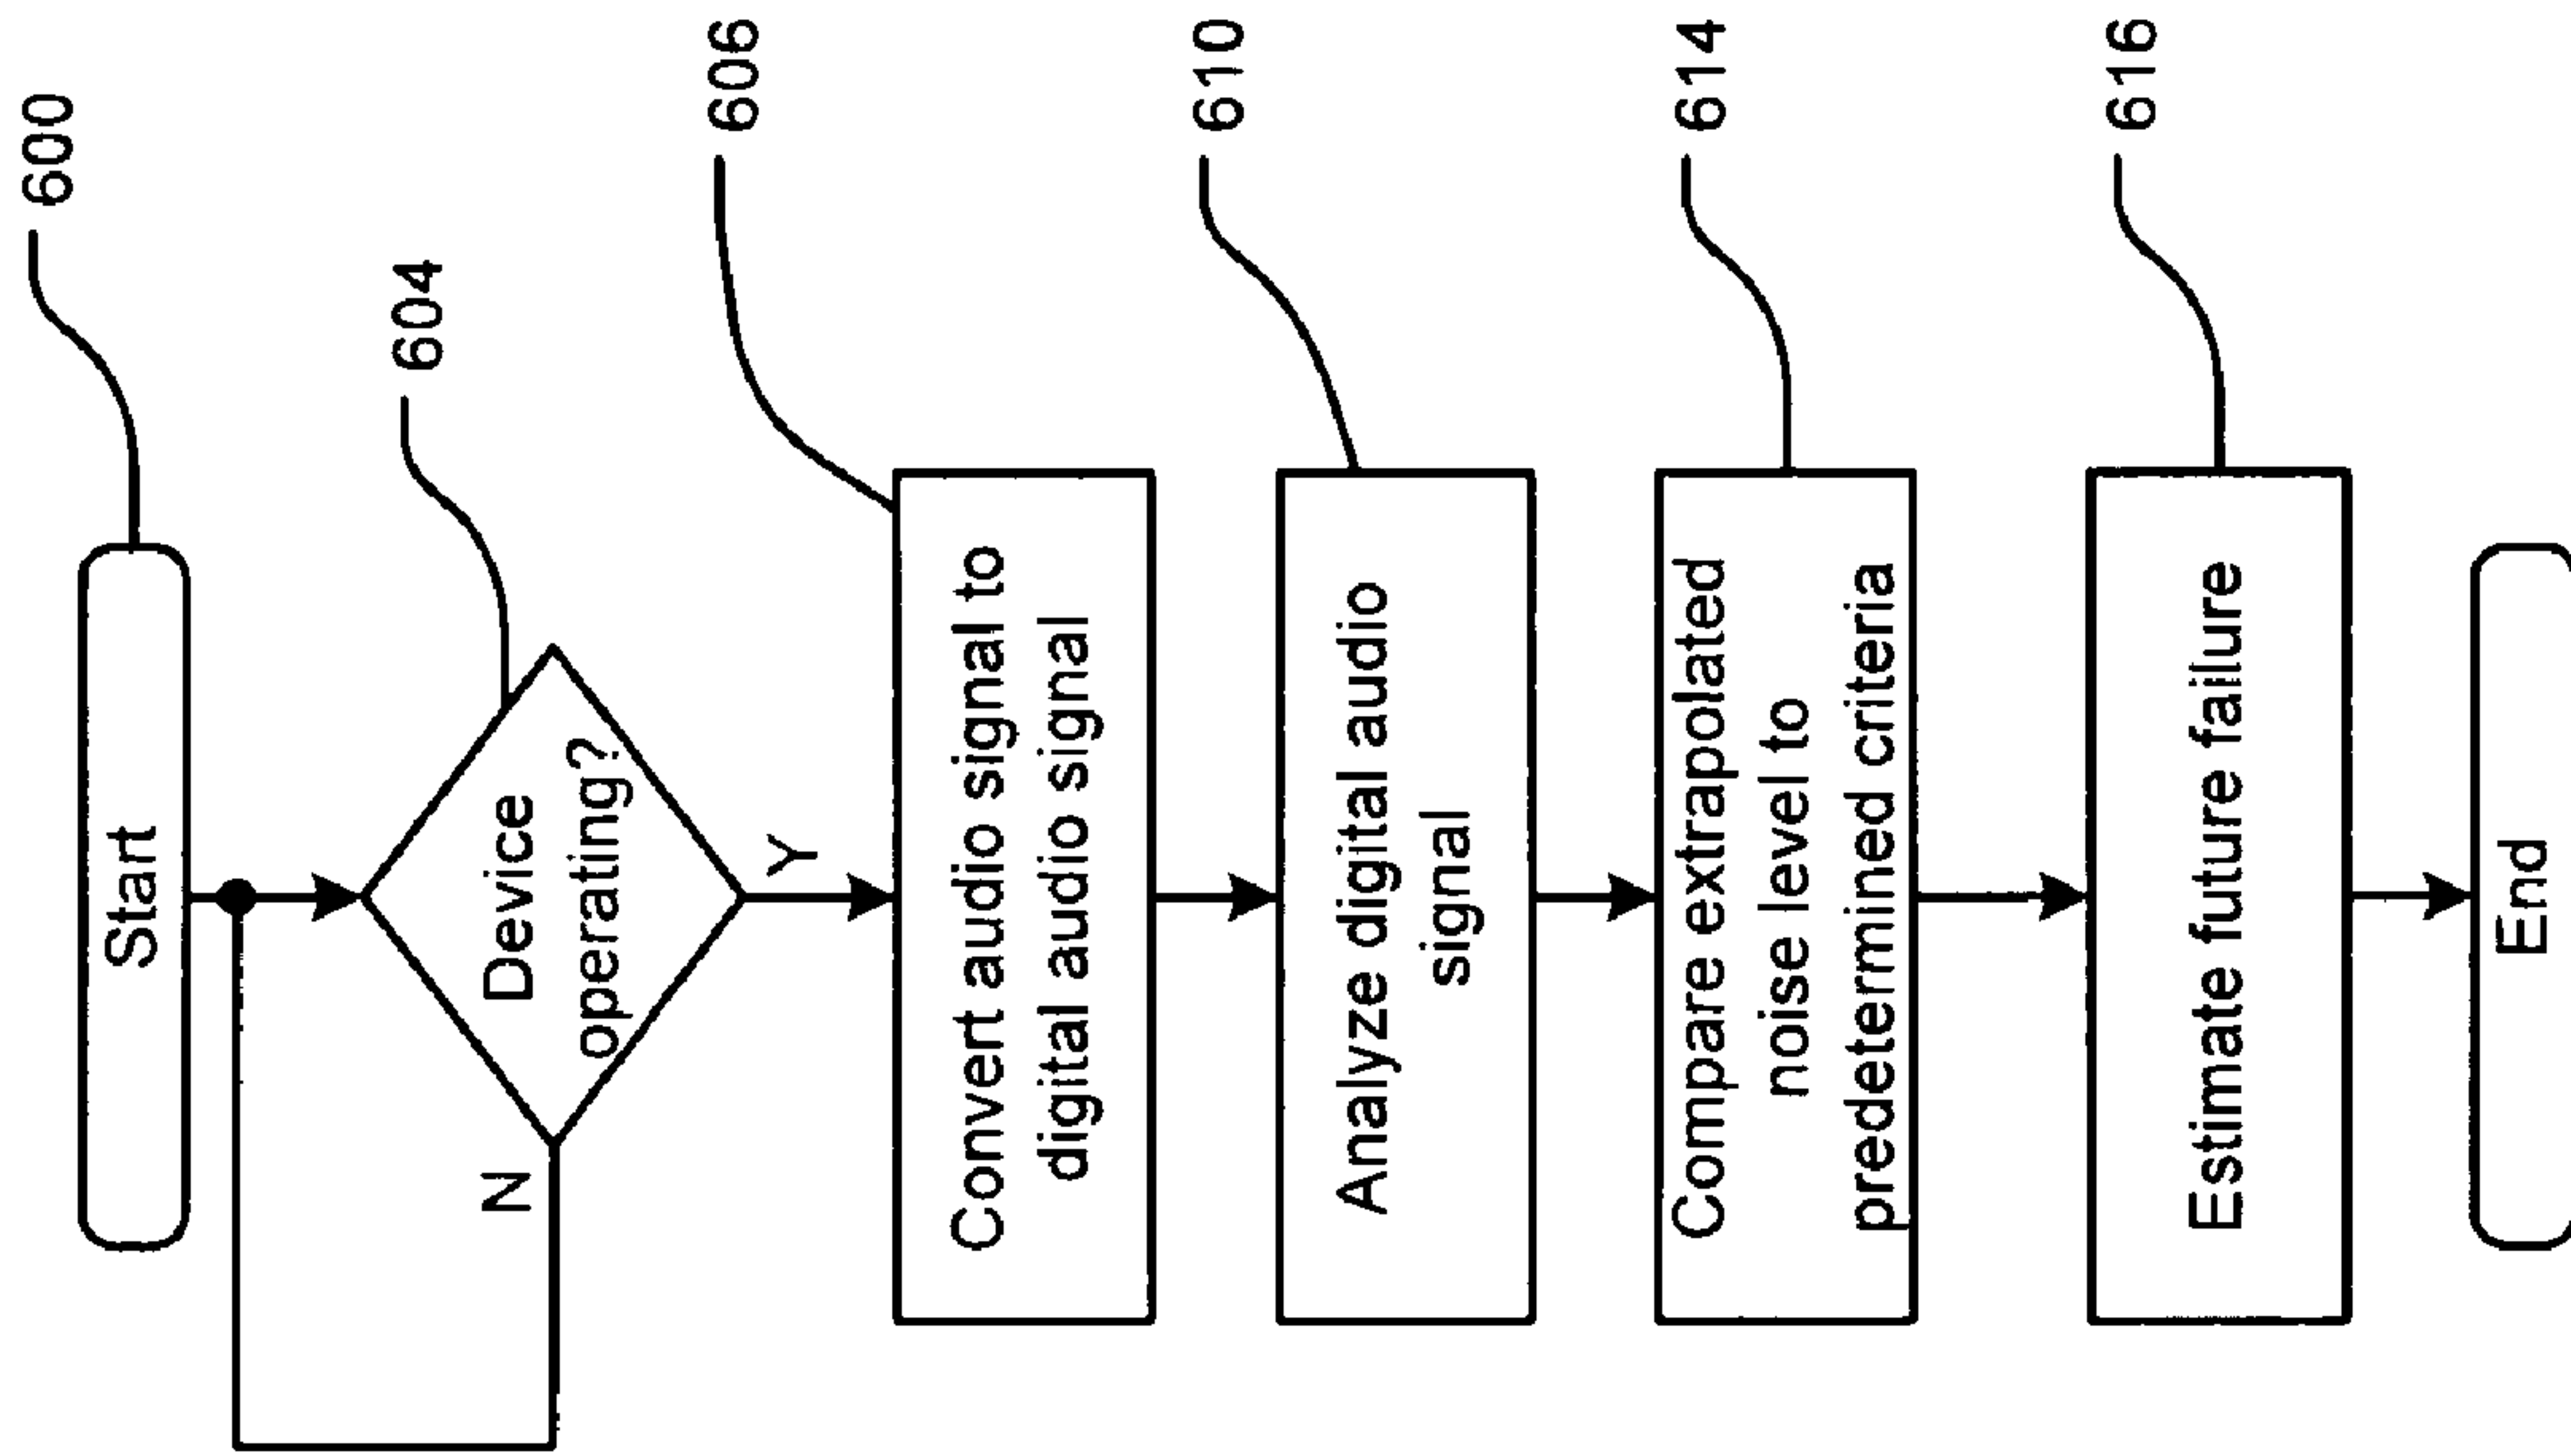 Start
600
Device
operating?
604
N
Y
Convert audio signal to
digital audio signal
606
Analyze digital audio
signal
610
Compare extrapolated
noise level to
predetermined criteria
614
Estimate future failure
616
End